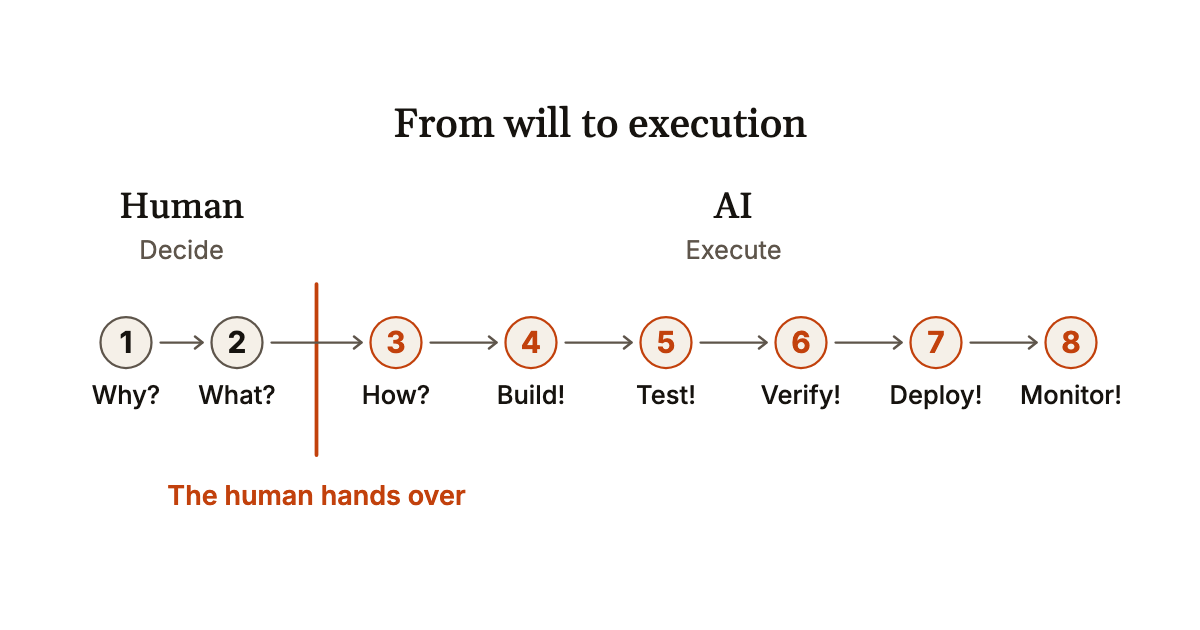 From will to execution
Human
AI
Decide
Execute
1
2
3
4
5
6
7
8
Why?
What?
How?
Build!
Test!
Verify!
Deploy!
Monitor!
The human hands over